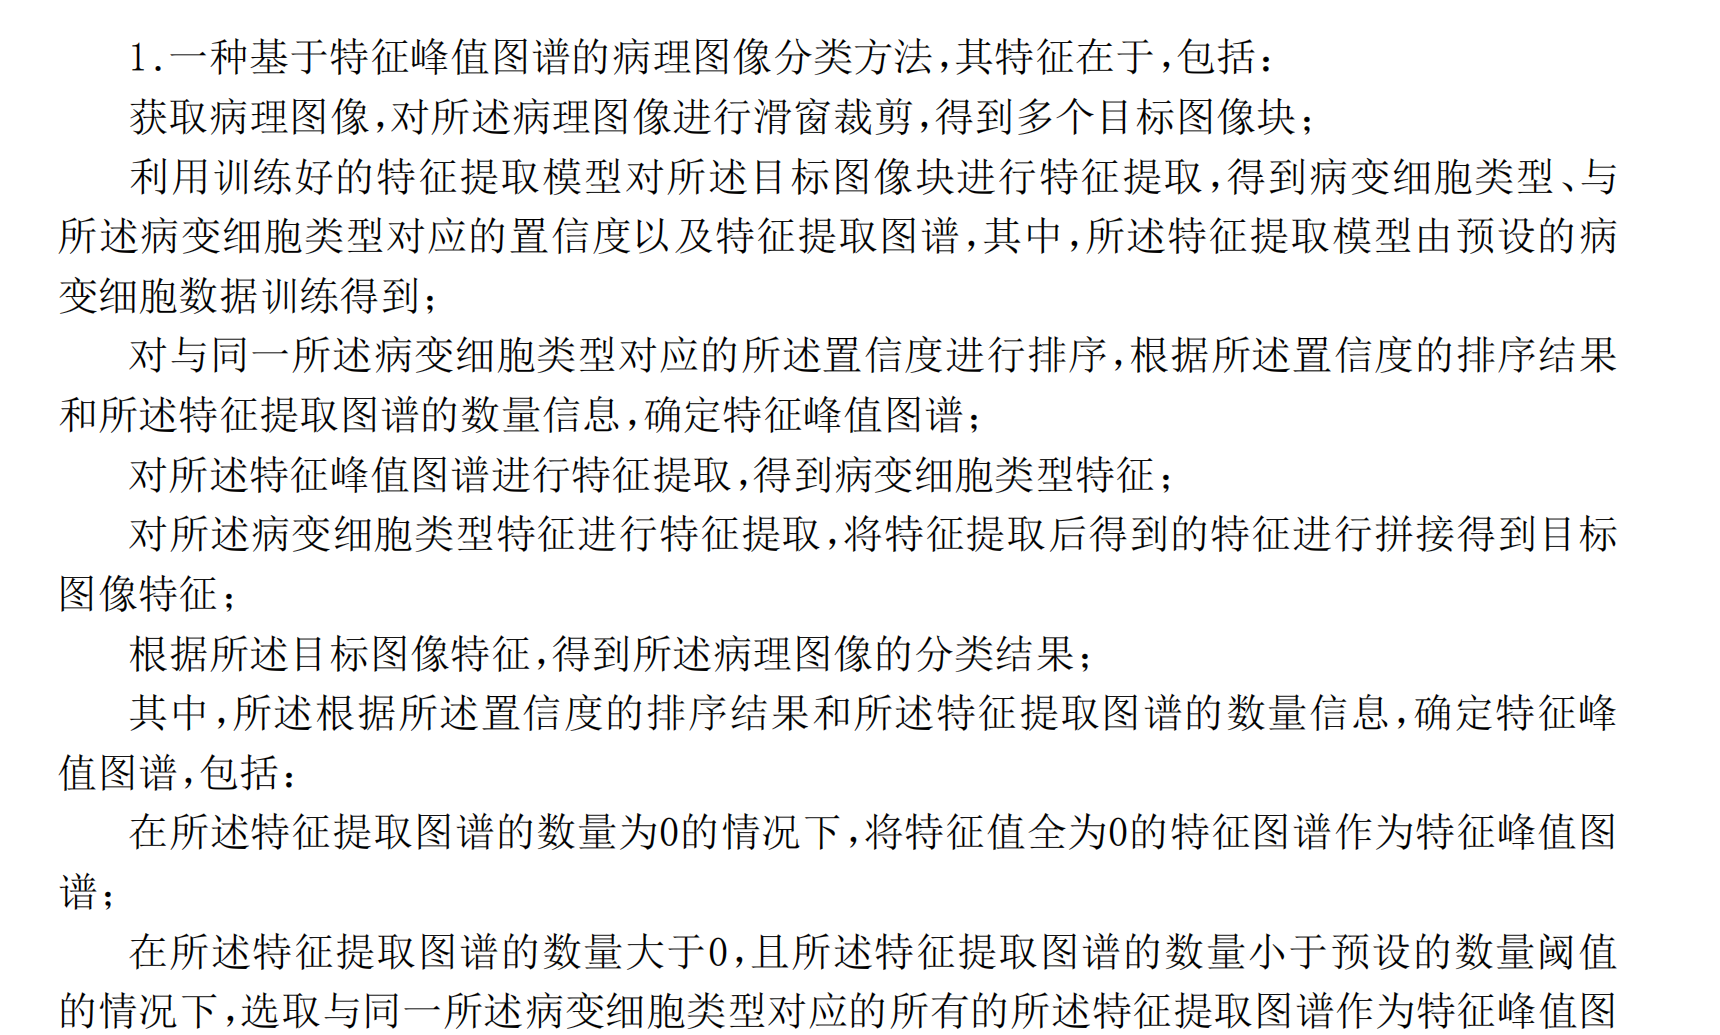 1.一种基于特征峰值图谱的病理图像分类方法,其特征在于,包括:
获取病理图像,对所述病理图像进行滑窗裁剪,得到多个目标图像块;
利用训练好的特征提取模型对所述目标图像块进行特征提取,得到病变细胞类型、与
所述病变细胞类型对应的置信度以及特征提取图谱,其中,所述特征提取模型由预设的病
变细胞数据训练得到;
对与同一所述病变细胞类型对应的所述置信度进行排序,根据所述置信度的排序结果
和所述特征提取图谱的数量信息,确定特征峰值图谱;
对所述特征峰值图谱进行特征提取,得到病变细胞类型特征;
对所述病变细胞类型特征进行特征提取,将特征提取后得到的特征进行拼接得到目标
图像特征;
根据所述目标图像特征,得到所述病理图像的分类结果;
其中,所述根据所述置信度的排序结果和所述特征提取图谱的数量信息,确定特征峰
值图谱,包括:
在所述特征提取图谱的数量为0的情况下,将特征值全为0的特征图谱作为特征峰值图
谱;
在所述特征提取图谱的数量大于0,且所述特征提取图谱的数量小于预设的数量阈值
的情况下,选取与同一所述病变细胞类型对应的所有的所述特征提取图谱作为特征峰值图